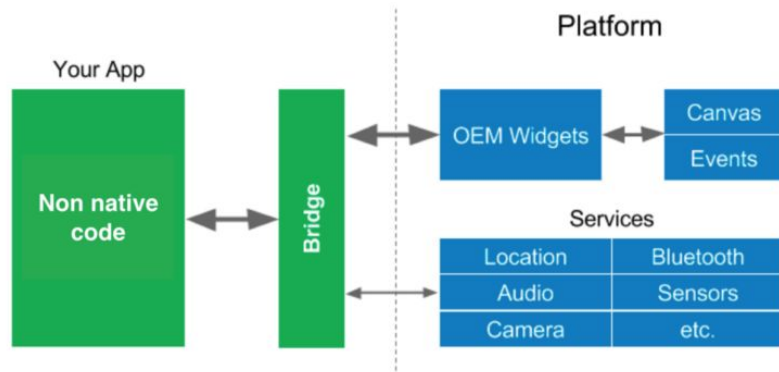 Platform
Your App
Non native
code
Bridge
OEM Widgets
Canvas
Events
Services
Location
Bluetooth
Audio
Sensors
Camera
etc.